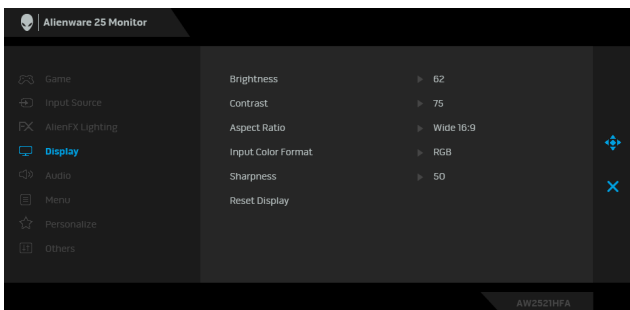 Alienware 25 Monitor
Game
Input Source
FX AlienFX Lighting
Display
Audio
Menu
Personalize
Others
Brightness 62
Contrast 75
Aspect Ratio Wide 16:9
Input Color Format RGB
Sharpness 50
Reset Display
AW2521HFA